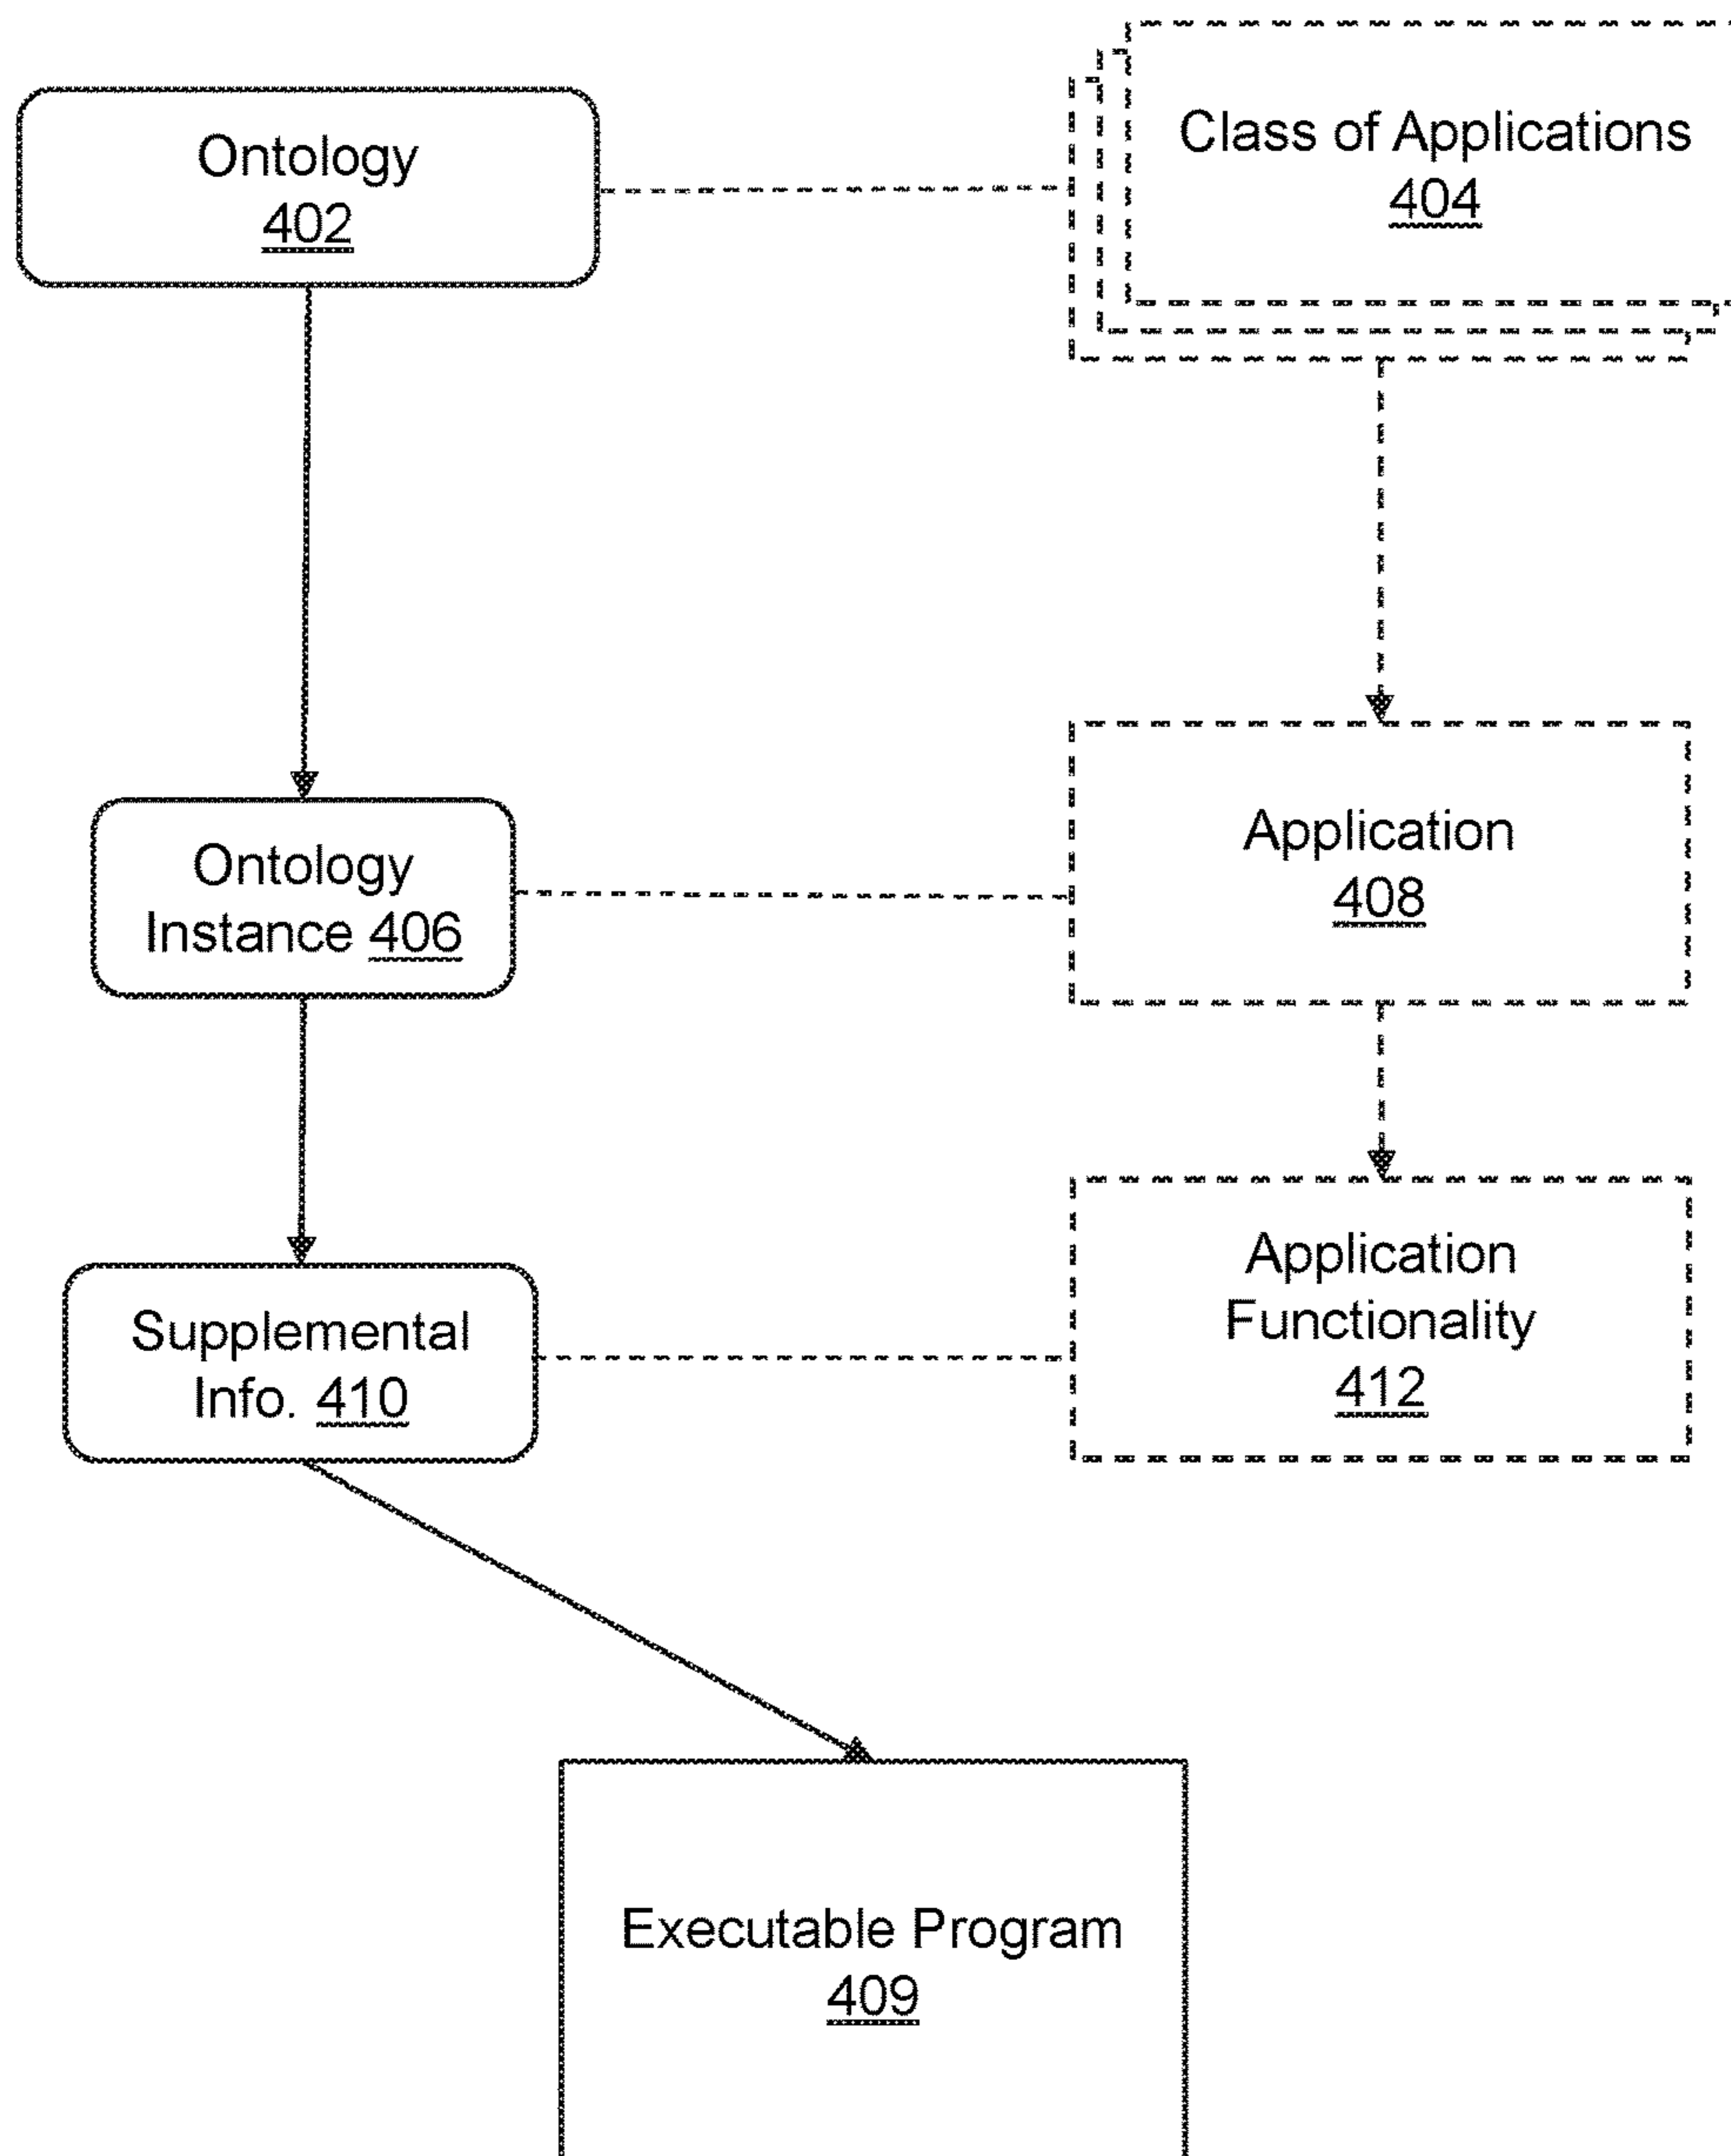 Ontology
402
Class of Applications
404
Ontology
Instance 406
Application
408
Supplemental
Info. 410
Application
Functionality
412
Executable Program
409